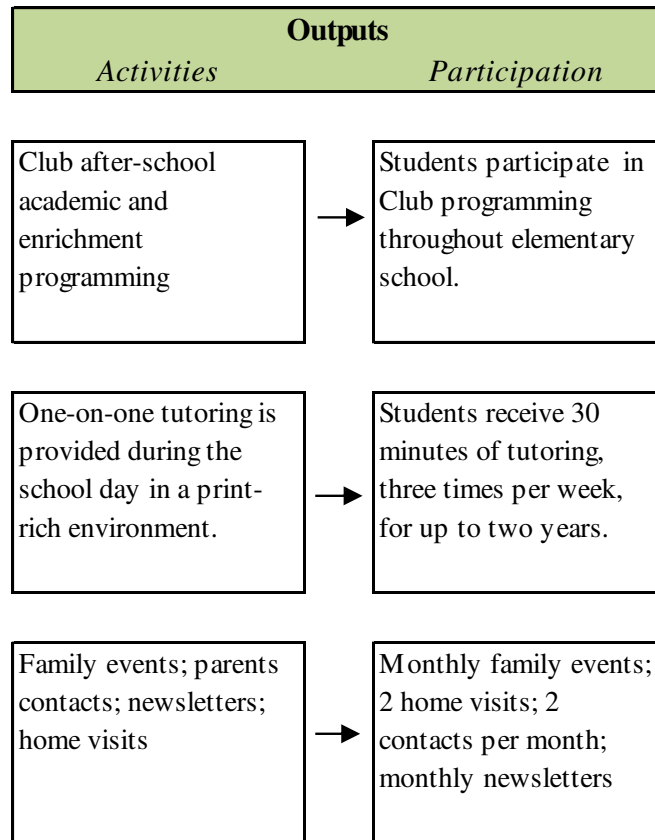 Outputs
Activities Participation
Club after-school
academic and
enrichment
programming
Students participate in
Club programming
throughout elementary
school.
One-on-one tutoring is
provided during the
school day in a print-
rich environment.
Students receive 30
minutes of tutoring,
three times per week,
for up to two years.
Family events; parents
contacts; newsletters;
home visits
Monthly family events;
2 home visits; 2
contacts per month;
monthly newsletters